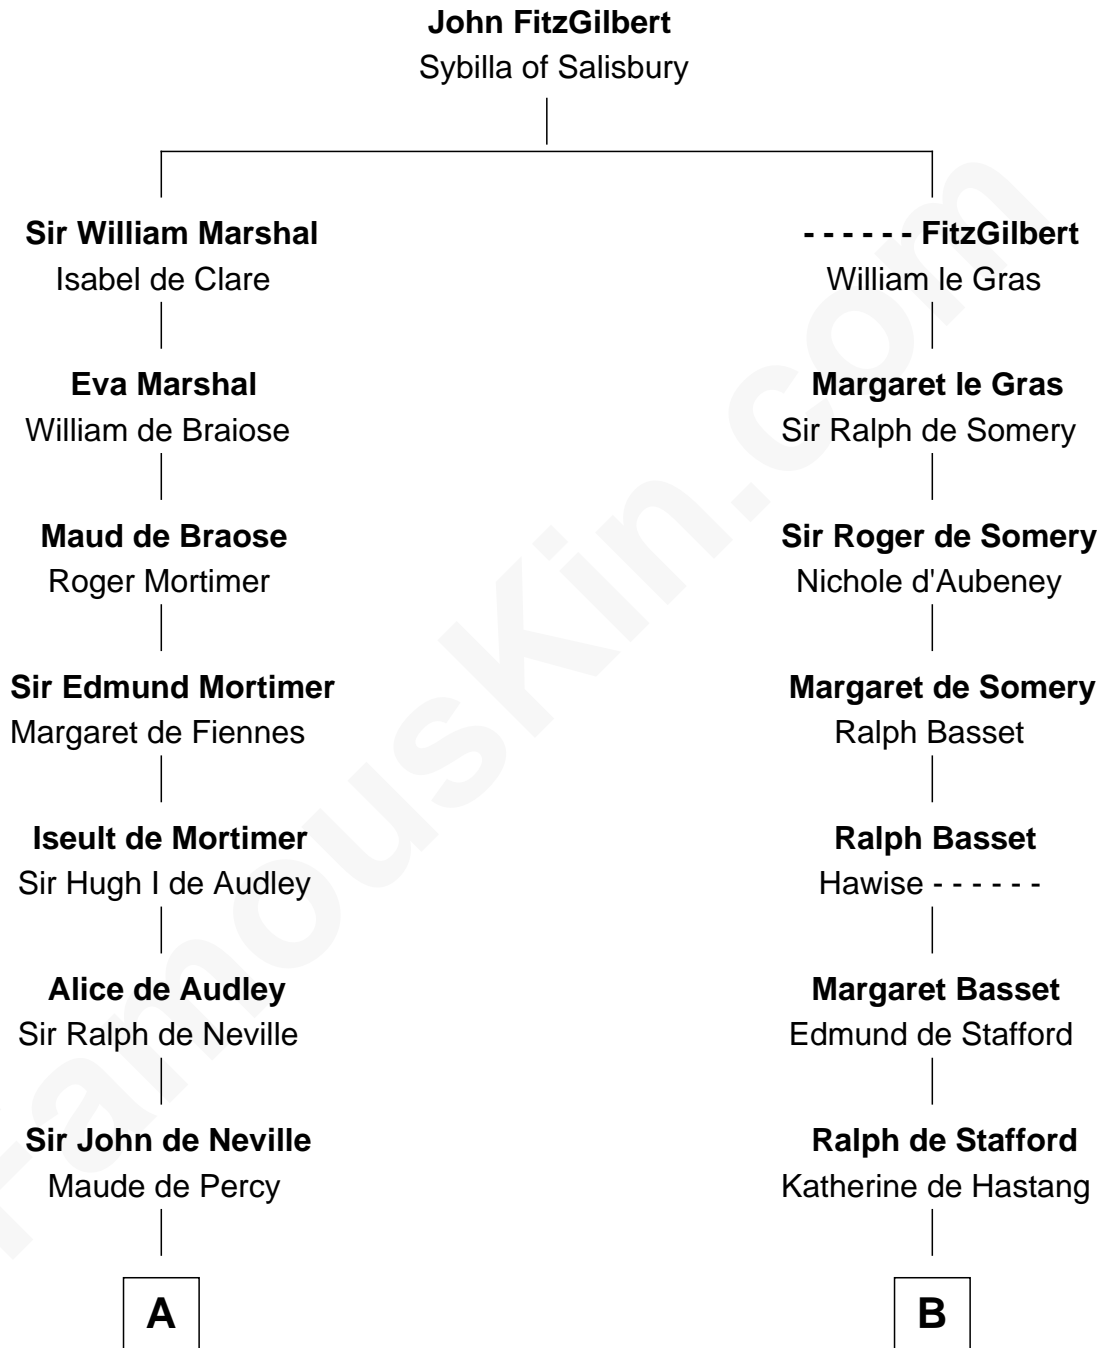 John FitzGilbert
Sybilla of Salisbury
Sir William Marshal
Isabel de Clare
- - - - - - FitzGilbert
William le Gras
Eva Marshal
William de Braiose
Margaret le Gras
Sir Ralph de Somery
Maud de Braose
Roger Mortimer
Sir Roger de Somery
Nichole d'Aubeney
Sir Edmund Mortimer
Margaret de Fiennes
Margaret de Somery
Ralph Basset
Iseult de Mortimer
Sir Hugh I de Audley
Ralph Basset
Hawise - - - - - -
Alice de Audley
Sir Ralph de Neville
Margaret Basset
Edmund de Stafford
Sir John de Neville
Maude de Percy
Ralph de Stafford
Katherine de Hastang
A
B
FamousKin.com